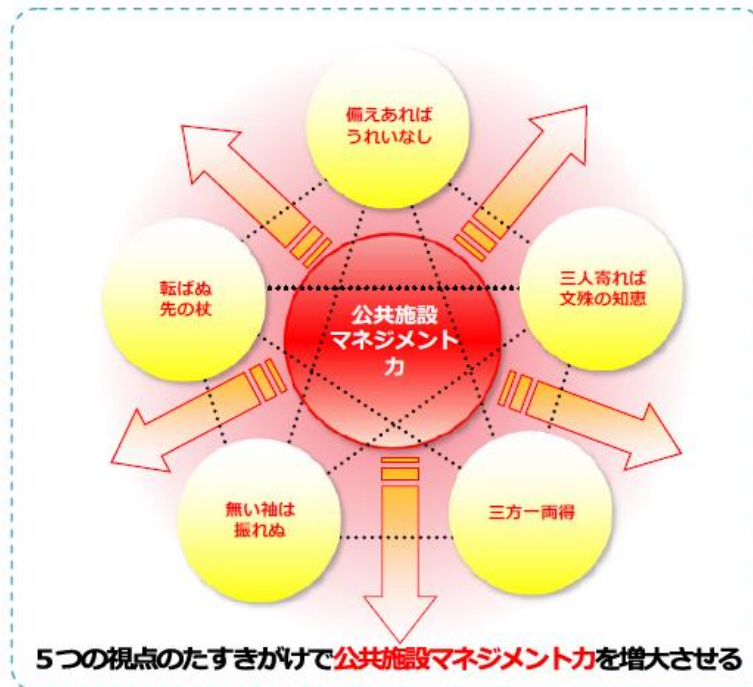 備えあれば
うれいなし
転ばぬ
先の杖
三人寄れば
文殊の知恵
公共施設
マネジメント
力
無い袖は
振れぬ
三方一両得
５つの視点のたすきがけで公共施設マネジメント力を増大させる